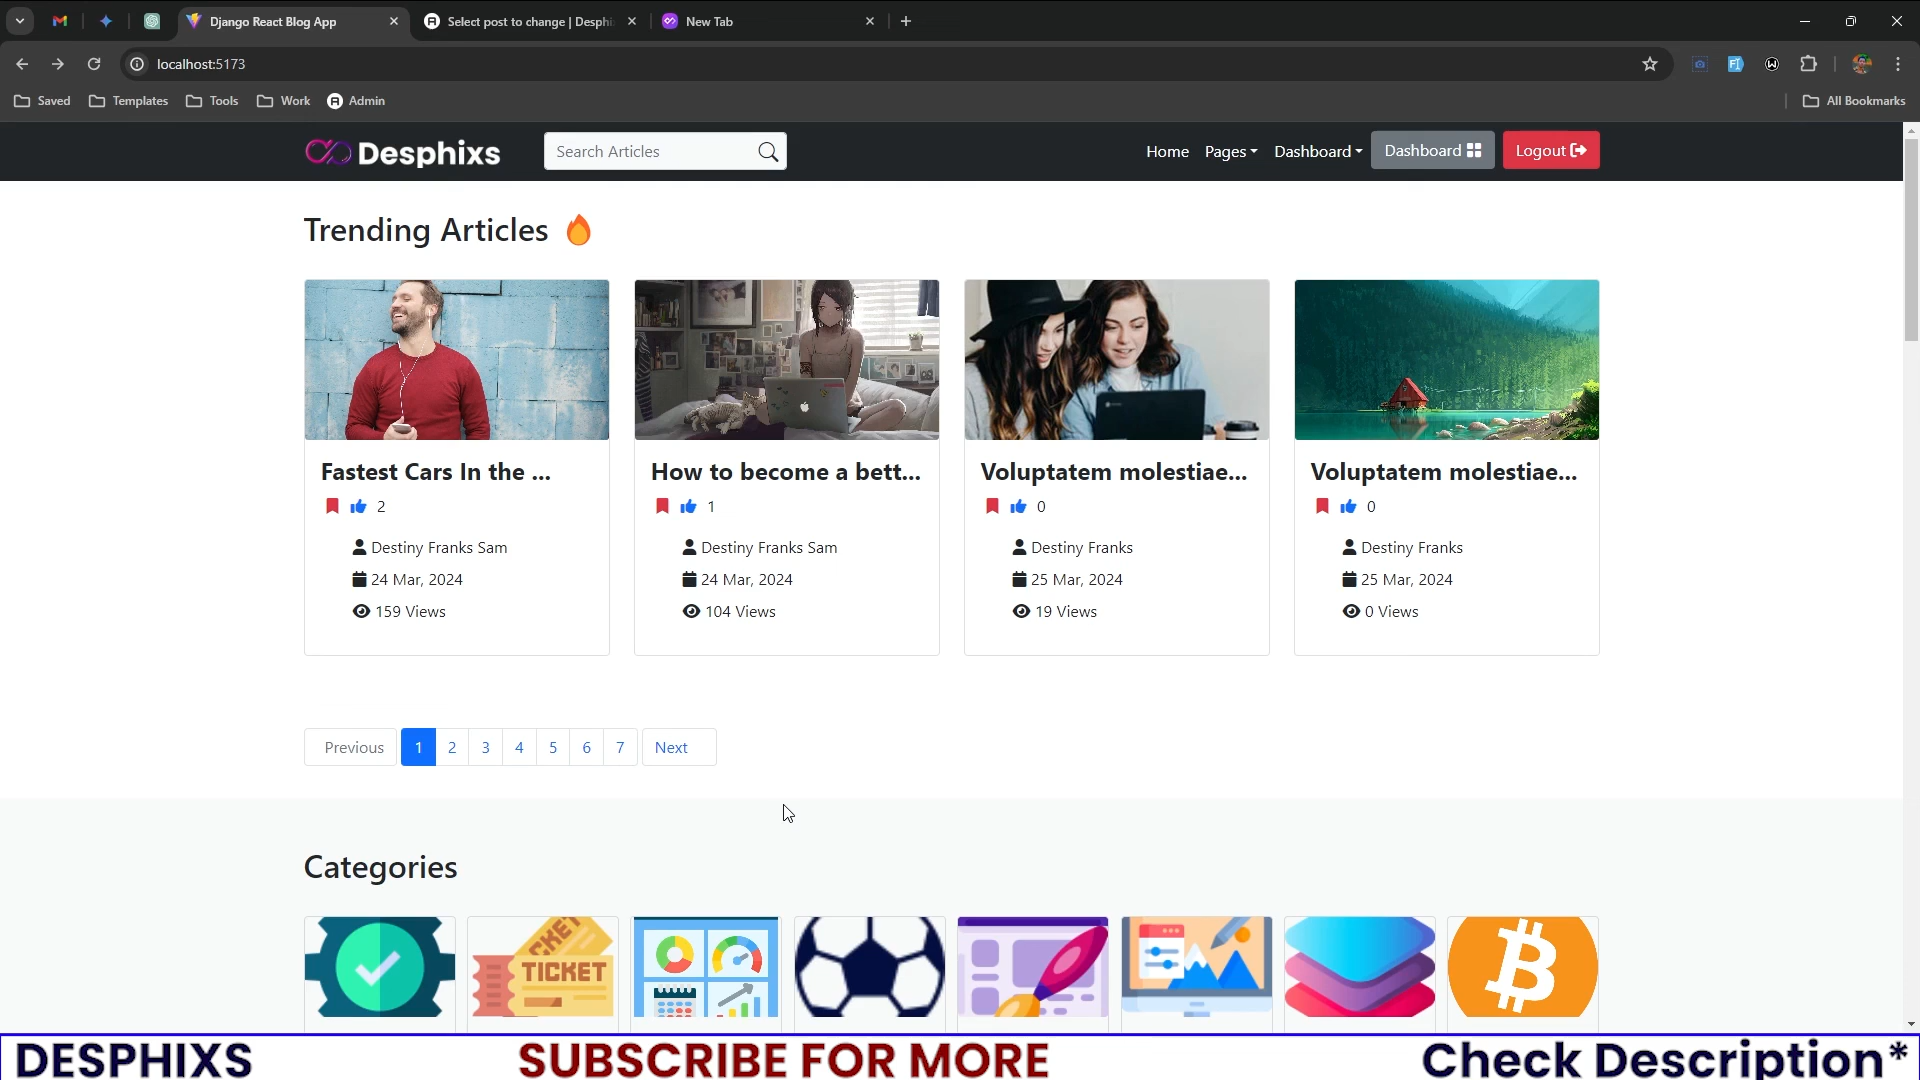 Django React Blog App
Select post to change | Desphi
New Tab
localhost:5173
Saved
Templates
Tools
Work
Admin
All Bookmarks
Desphixs
Search Articles
Home
Pages
Dashboard
Dashboard
Logout
Trending Articles
Fastest Cars In the ...
2
Destiny Franks Sam
24 Mar, 2024
159 Views
How to become a bett...
1
Destiny Franks Sam
24 Mar, 2024
104 Views
Voluptatem molestiae...
0
Destiny Franks
25 Mar, 2024
19 Views
Voluptatem molestiae...
0
Destiny Franks
25 Mar, 2024
0 Views
Previous 1 2 3 4 5 6 7 Next
Categories
TICKET
DESPHIXS
SUBSCRIBE FOR MORE
Check Description*